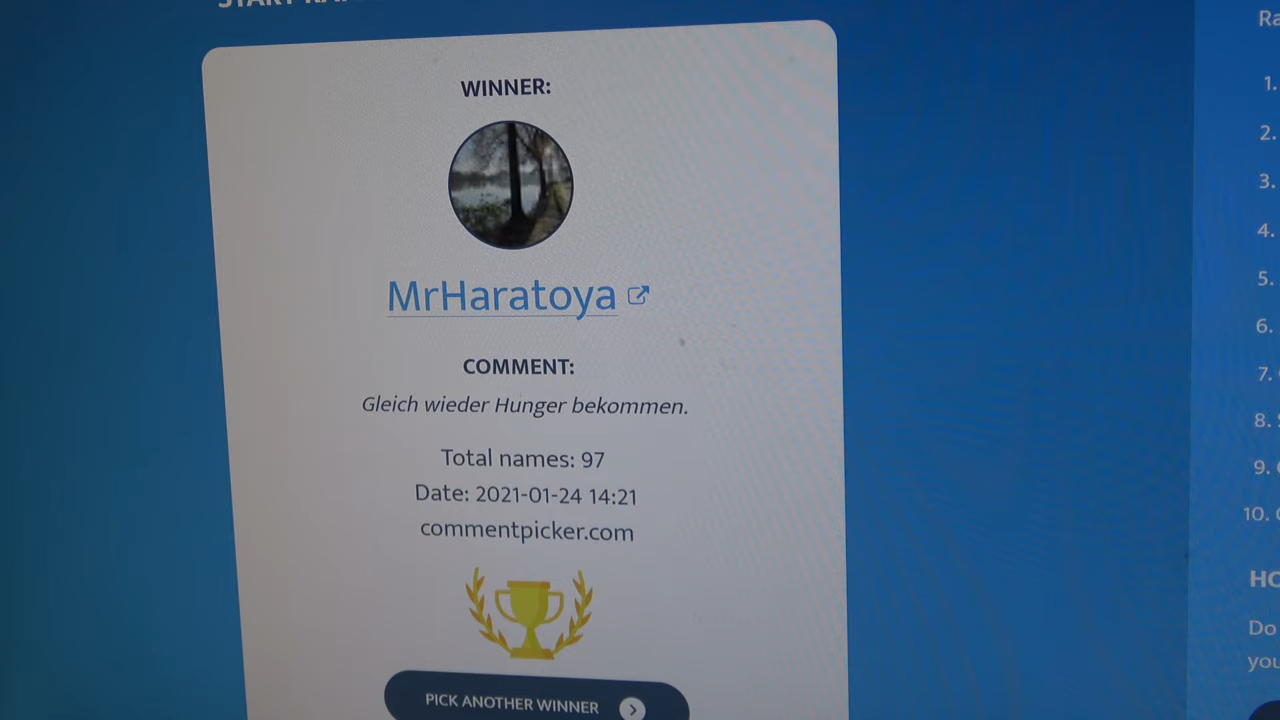 WINNER:
MrHaratoya
COMMENT:
Gleich wieder Hunger bekommen.
Total names: 97
Date: 2021-01-24 14:21
commentpicker.com
PICK ANOTHER WINNER
1.
2.
3.
4.
5.
6.
7.
8.
9.
10.
Do